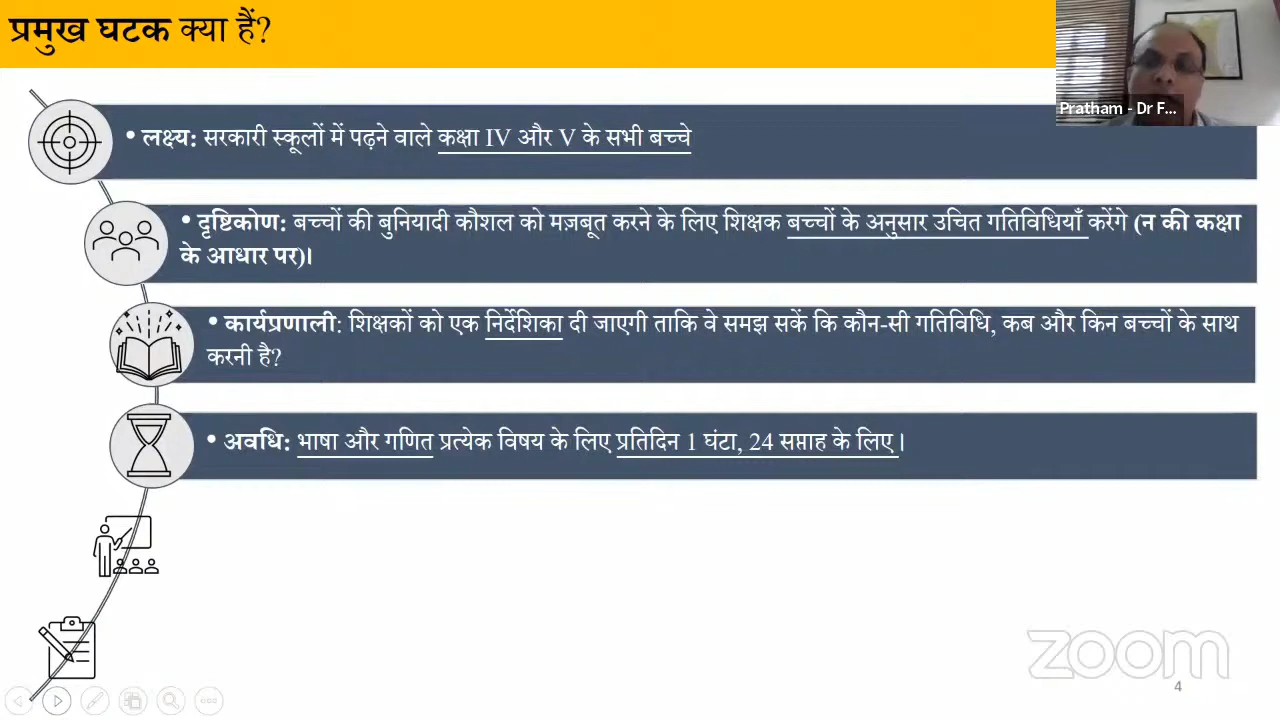 प्रमुख घटक क्या हैं?
Pratham - Dr F...
• लक्ष्य: सरकारी स्कूलों में पढ़ने वाले कक्षा IV और V के सभी बच्चे
• दृष्टिकोण: बच्चों की बुनियादी कौशल को मज़बूत करने के लिए शिक्षक बच्चों के अनुसार उचित गतिविधियाँ करेंगे (न की कक्षा
के आधार पर)।
• कार्यप्रणाली: शिक्षकों को एक निर्देशिका दी जाएगी ताकि वे समझ सकें कि कौन-सी गतिविधि, कब और किन बच्चों के साथ
करनी है?
• अवधि: भाषा और गणित प्रत्येक विषय के लिए प्रतिदिन 1 घंटा, 24 सप्ताह के लिए ।
zoom
4